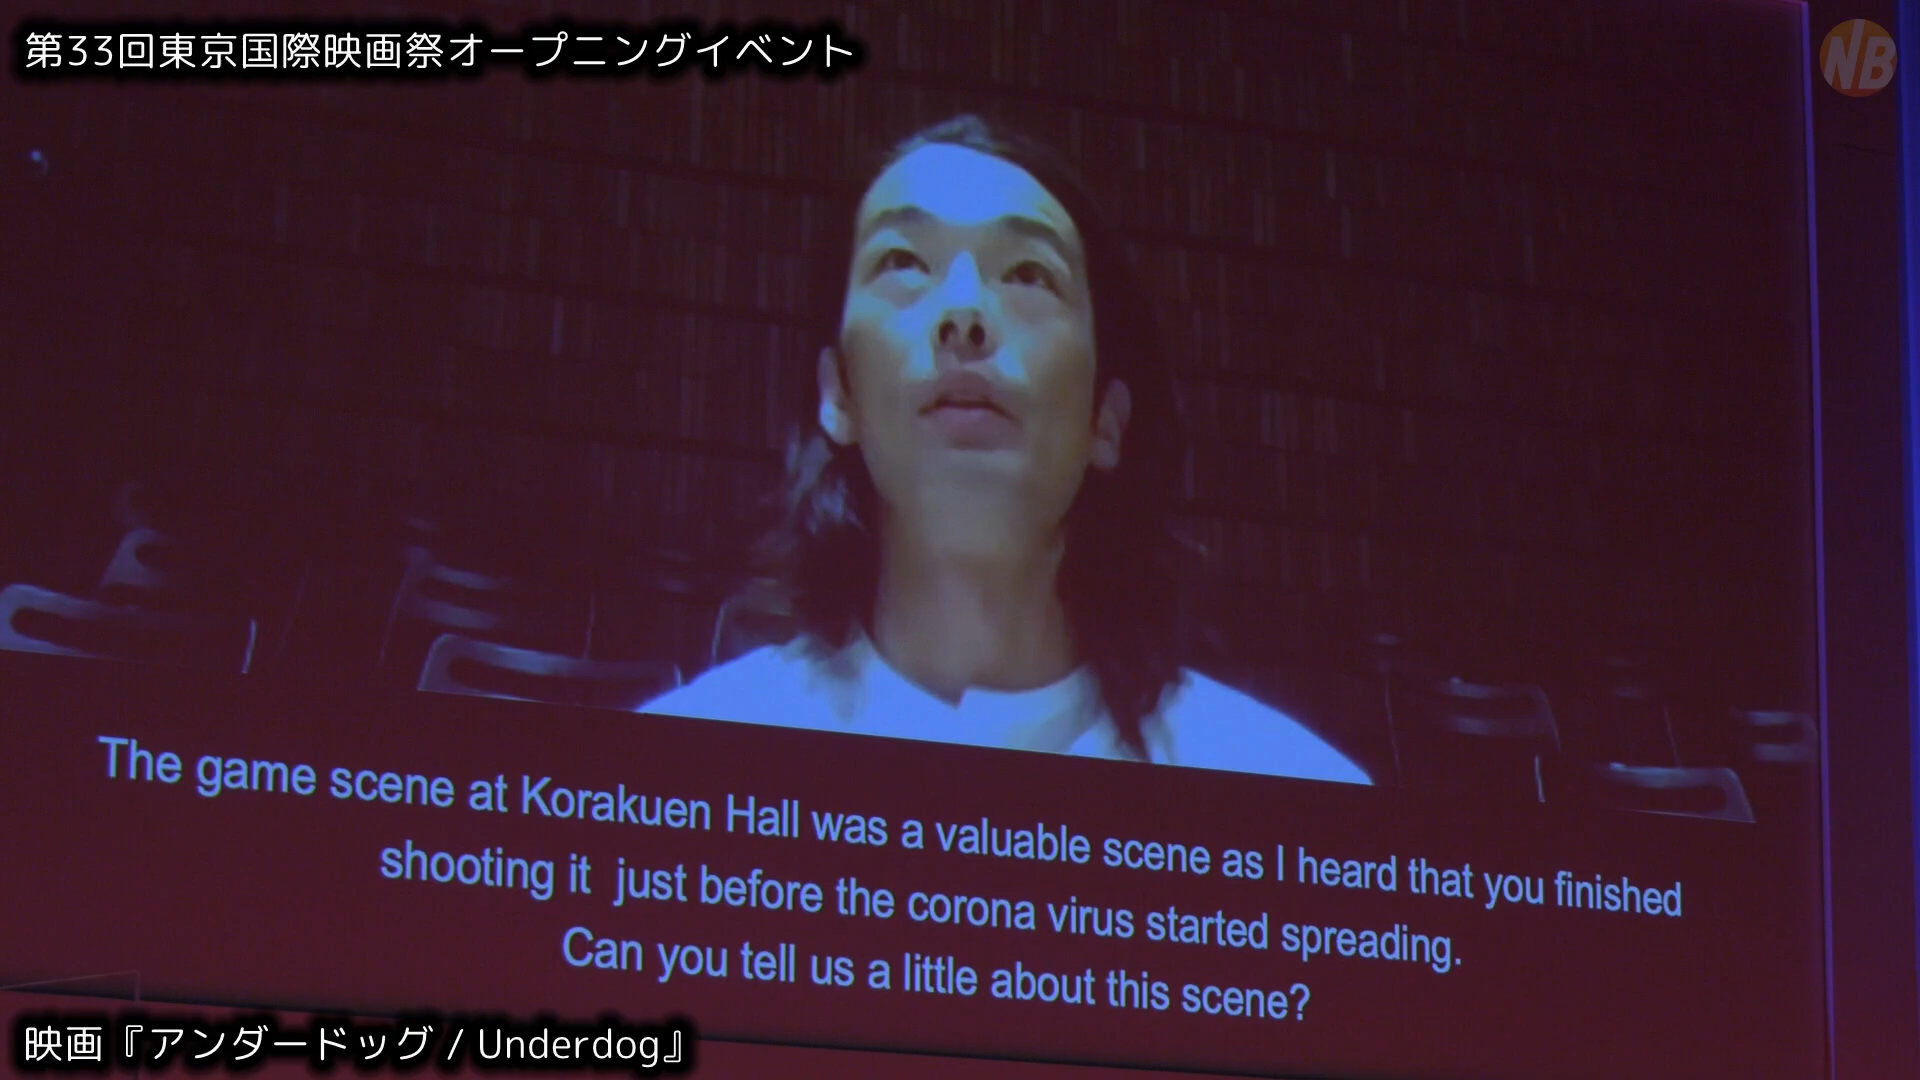 第33回東京国際映画祭オープニングイベント
NB
The game scene at Korakuen Hall was a valuable scene as I heard that you finished
shooting it just before the corona virus started spreading.
Can you tell us a little about this scene?
映画『アンダードッグ / Underdog』